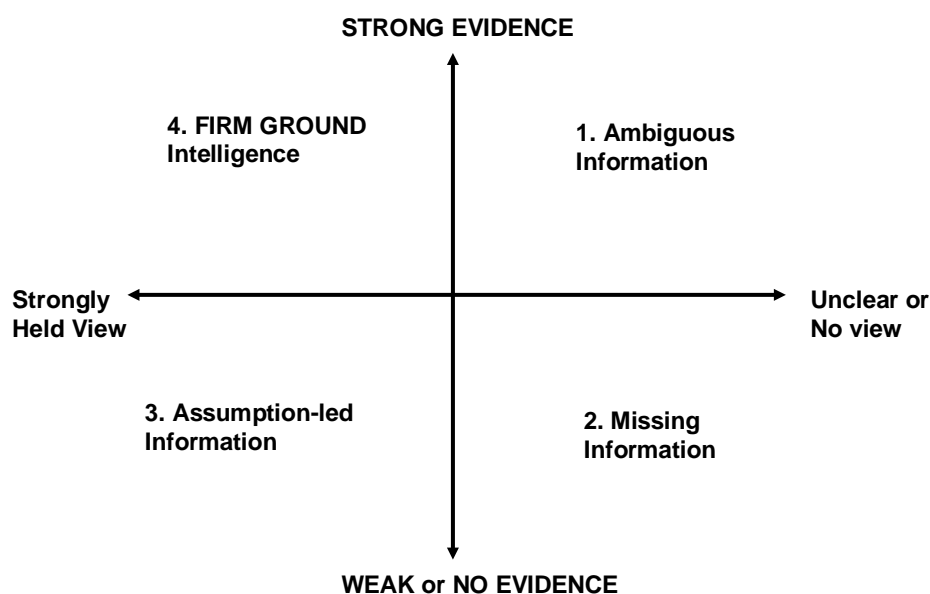 STRONG EVIDENCE
4. FIRM GROUND
Intelligence
1. Ambiguous
Information
Strongly
Held View
Unclear or
No view
3. Assumption-led
Information
2. Missing
Information
WEAK or NO EVIDENCE